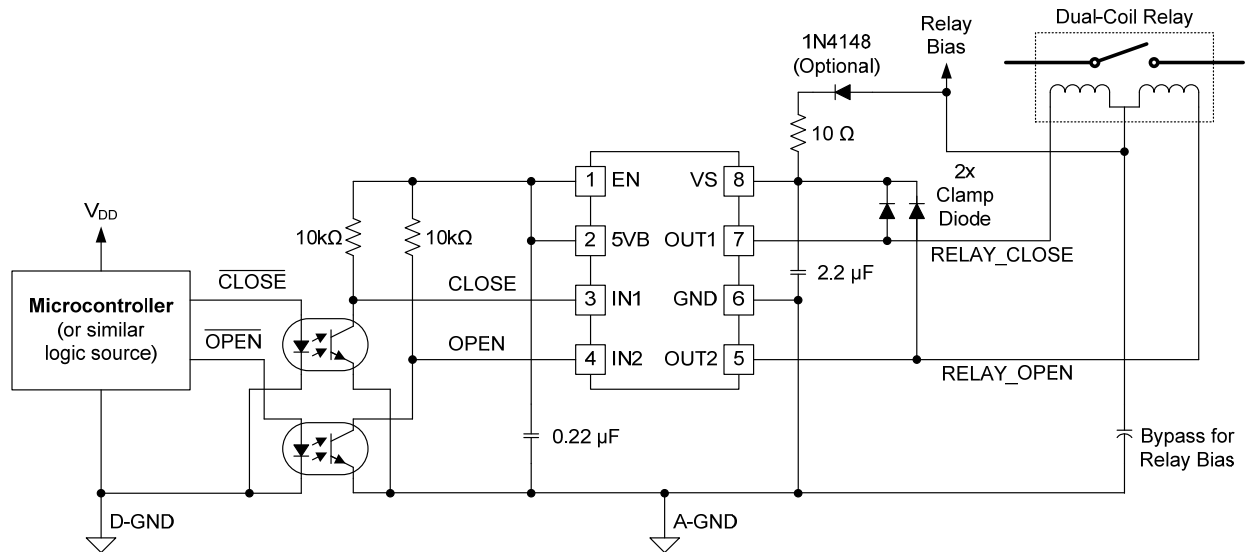 Dual-Coil Relay
Relay
Bias
1N4148
(Optional)
10 Ω
2x
Clamp
Diode
1
EN
VS
8
2
5VB
OUT1
7
3
IN1
GND
6
4
IN2
OUT2
5
10kΩ
10kΩ
V_DD
CLOSE
CLOSE
RELAY_CLOSE
2.2 µF
Microcontroller
(or similar
logic source)
OPEN
OPEN
RELAY_OPEN
0.22 µF
Bypass for
Relay Bias
D-GND
A-GND